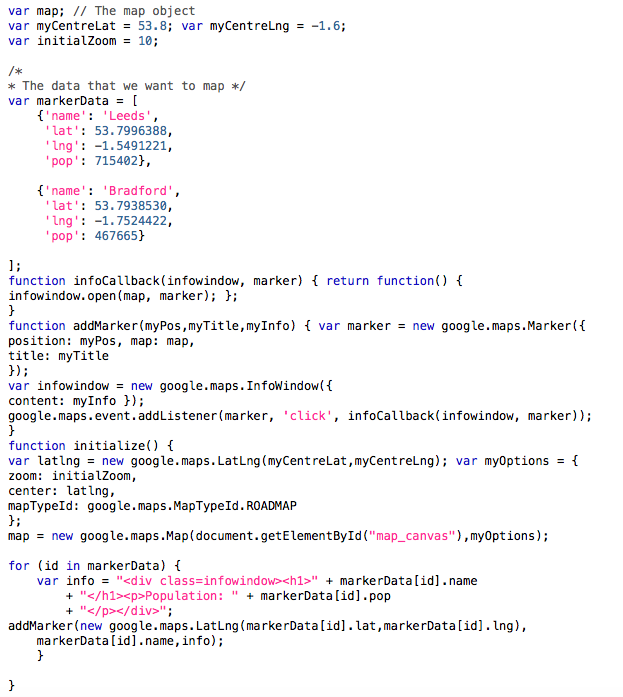 var map; // The map object
var myCentreLat = 53.8; var myCentreLng = -1.6;
var initialZoom = 10;
/*
* The data that we want to map */
var markerData = [
{'name': 'Leeds',
'lat': 53.7996388,
'lng': -1.5491221,
'pop': 715402},
{'name': 'Bradford',
'lat': 53.7938530,
'lng': -1.7524422,
'pop': 467665}
];
function infoCallback(infowindow, marker) { return function() {
infowindow.open(map, marker); };
}
function addMarker(myPos,myTitle,myInfo) { var marker = new google.maps.Marker({
position: myPos, map: map,
title: myTitle
});
var infowindow = new google.maps.InfoWindow({
content: myInfo });
google.maps.event.addListener(marker, 'click', infoCallback(infowindow, marker));
}
function initialize() {
var latlng = new google.maps.LatLng(myCentreLat,myCentreLng); var myOptions = {
zoom: initialZoom,
center: latlng,
mapTypeId: google.maps.MapTypeId.ROADMAP
};
map = new google.maps.Map(document.getElementById("map_canvas"),myOptions);
for (id in markerData) {
var info = "<div class=infowindow><h1>" + markerData[id].name
+ "</h1><p>Population: " + markerData[id].pop
+ "</p></div>";
addMarker(new google.maps.LatLng(markerData[id].lat,markerData[id].lng),
markerData[id].name,info);
}
}